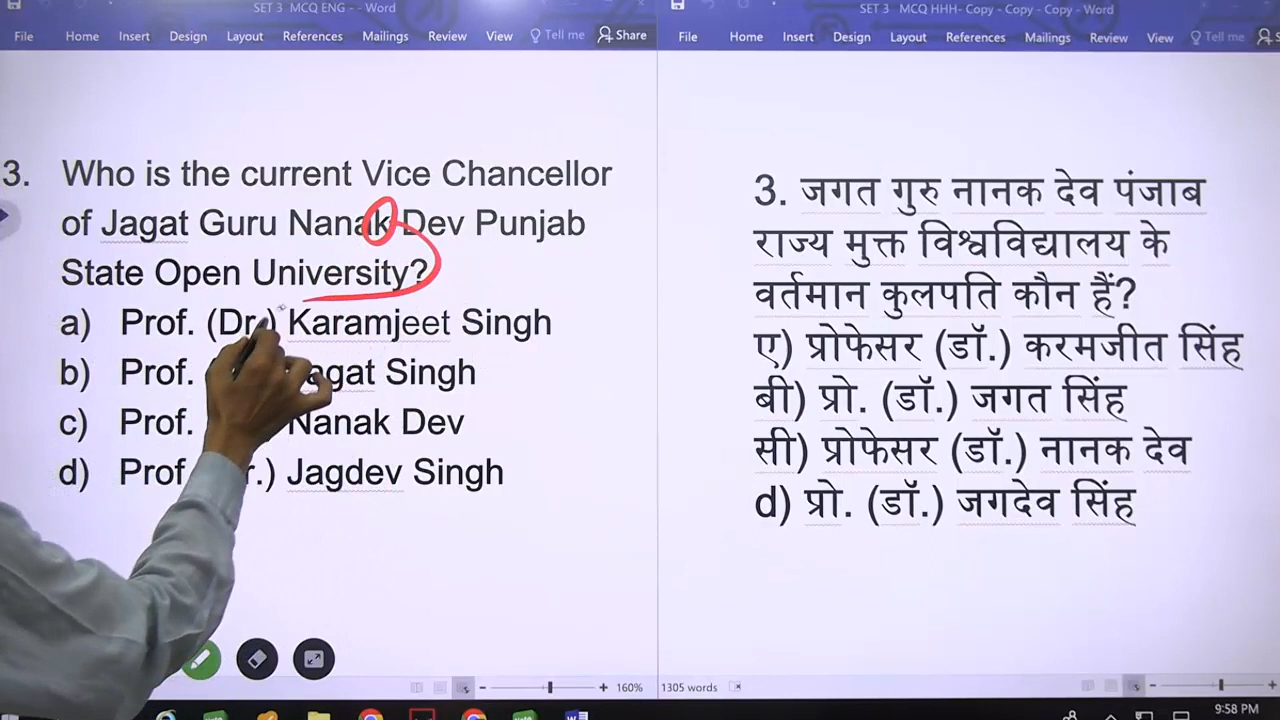 SET 3 MCQ ENG - - Word
File Home Insert Design Layout References Mailings Review View Tell me Share
3. Who is the current Vice Chancellor
of Jagat Guru Nanak Dev Punjab
State Open University?
a) Prof. (Dr.) Karamjeet Singh
b) Prof. Jagat Singh
c) Prof. Nanak Dev
d) Prof Jagdev Singh
160%
SET 3 MCQ HHH- Copy - Copy - Copy - Word
File Home Insert Design Layout References Mailings Review View Tell me
3. जगत गुरु नानक देव पंजाब
राज्य मुक्त विश्वविद्यालय के
वर्तमान कुलपति कौन हैं?
ए) प्रोफेसर (डॉ.) करमजीत सिंह
बी) प्रो. (डॉ.) जगत सिंह
सी) प्रोफेसर (डॉ.) नानक देव
d) प्रो. (डॉ.) जगदेव सिंह
1305 words
9:58 PM